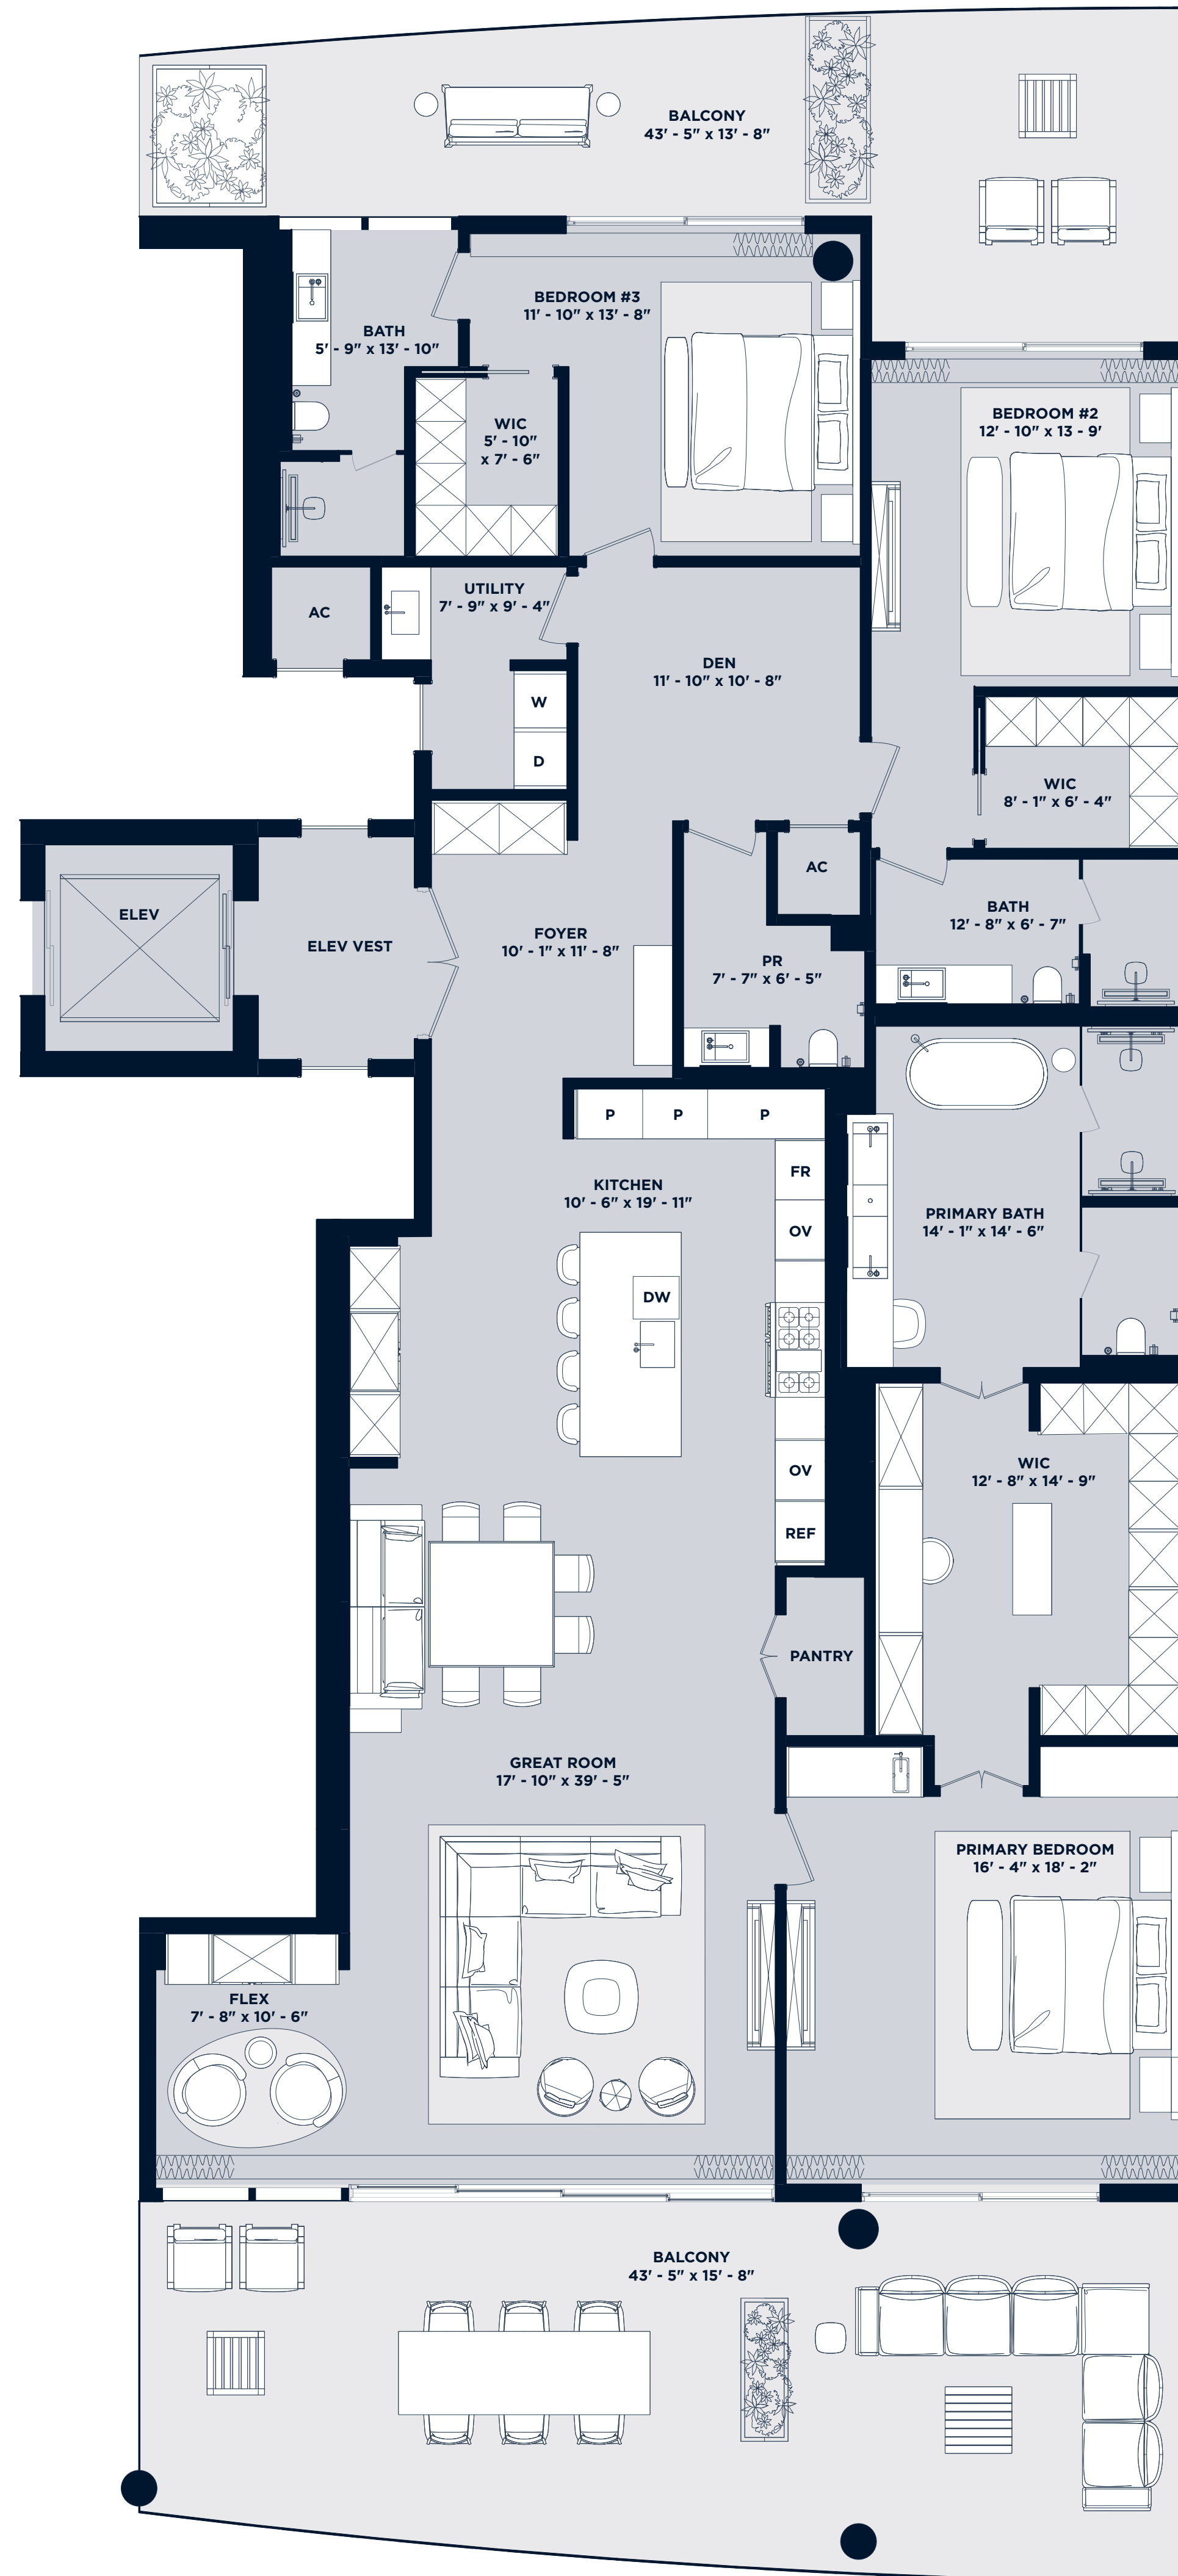 BALCONY
43' - 5" x 13' - 8"
BEDROOM #3
11' - 10" x 13' - 8"
BATH
5' - 9" x 13' - 10"
WIC
5' - 10"
x 7' - 6"
BEDROOM #2
12' - 10" x 13 - 9'
UTILITY
7' - 9" x 9' - 4"
AC
DEN
11' - 10" x 10' - 8"
W
D
WIC
8' - 1" x 6' - 4"
AC
ELEV
ELEV VEST
FOYER
10' - 1" x 11' - 8"
BATH
12' - 8" x 6' - 7"
PR
7' - 7" x 6' - 5"
P
P
P
FR
KITCHEN
10' - 6" x 19' - 11"
OV
PRIMARY BATH
14' - 1" x 14' - 6"
DW
OV
WIC
12' - 8" x 14' - 9"
REF
PANTRY
GREAT ROOM
17' - 10" x 39' - 5"
PRIMARY BEDROOM
16' - 4" x 18' - 2"
FLEX
7' - 8" x 10' - 6"
BALCONY
43' - 5" x 15' - 8"